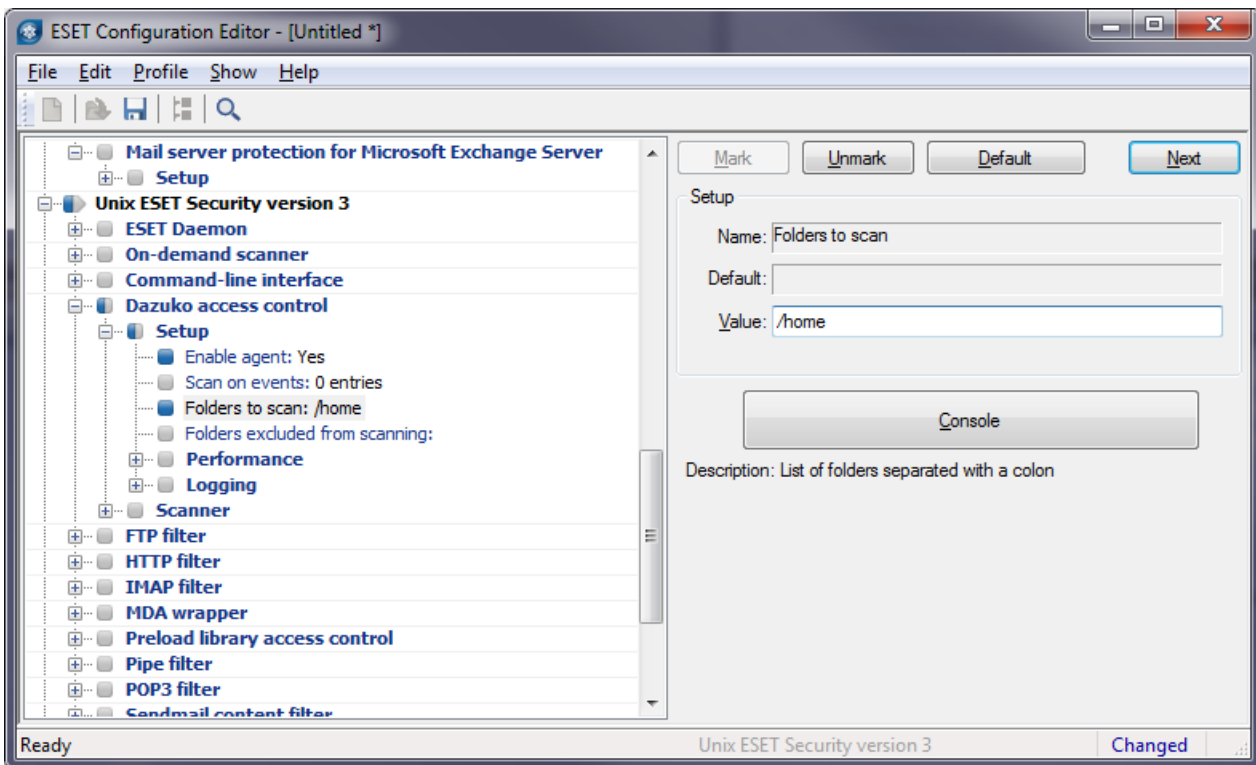 ESET Configuration Editor - [Untitled *]
File Edit Profile Show Help
Mail server protection for Microsoft Exchange Server
Setup
Unix ESET Security version 3
ESET Daemon
On-demand scanner
Command-line interface
Dazuko access control
Setup
Enable agent: Yes
Scan on events: 0 entries
Folders to scan: /home
Folders excluded from scanning:
Performance
Logging
Scanner
FTP filter
HTTP filter
IMAP filter
MDA wrapper
Preload library access control
Pipe filter
POP3 filter
Sendmail content filter
Mark Unmark Default Next
Setup
Name: Folders to scan
Default:
Value: /home
Console
Description: List of folders separated with a colon
Ready Unix ESET Security version 3 Changed